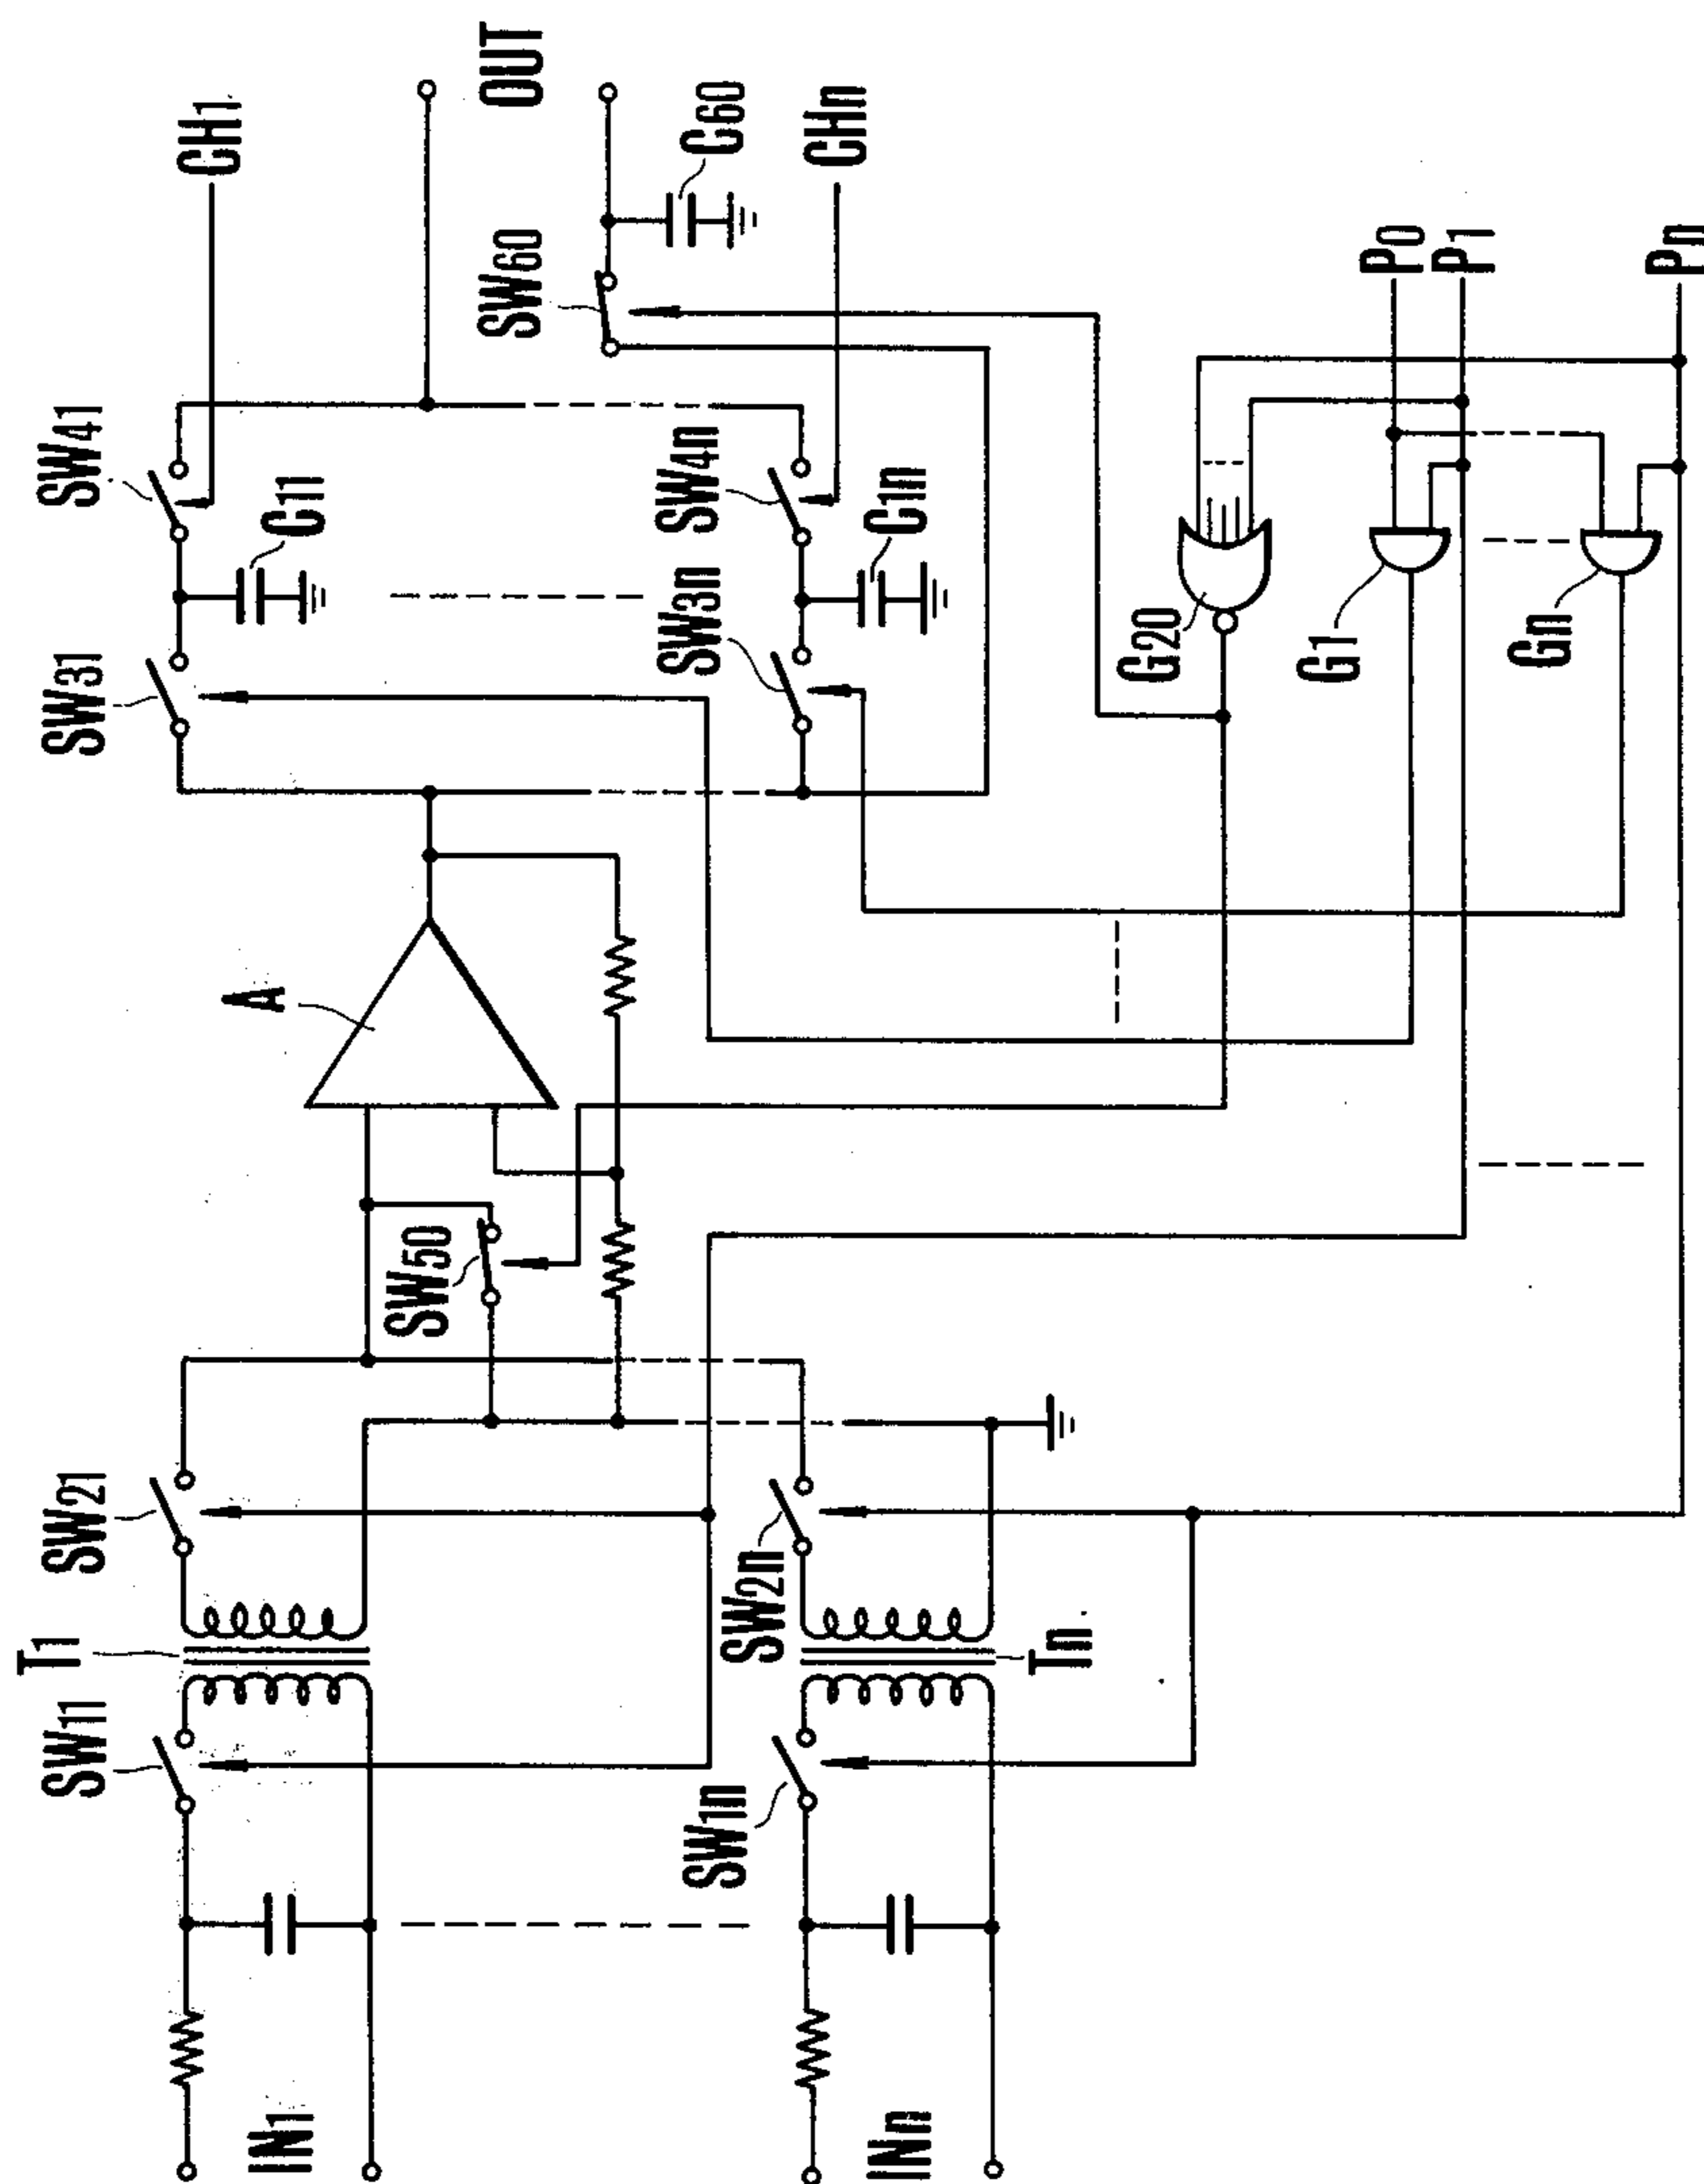 IN1
SW11
T1
SW21
SW50
A
SW31
C11
SW41
CH1
OUT
SW60
C60
INn
SW1n
Tn
SW2n
SW3n
C1n
SW4n
CHn
G20
G1
Gn
P0
P1
Pn